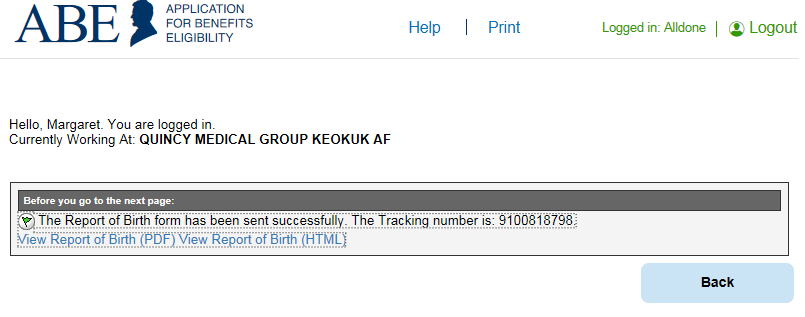 ABE
APPLICATION
FOR BENEFITS
ELIGIBILITY
Help | Print
Logged in: Alldone | Logout
Hello, Margaret. You are logged in.
Currently Working At: QUINCY MEDICAL GROUP KEOKUK AF
Before you go to the next page:
The Report of Birth form has been sent successfully. The Tracking number is: 9100818798.
View Report of Birth (PDF) View Report of Birth (HTML)
Back